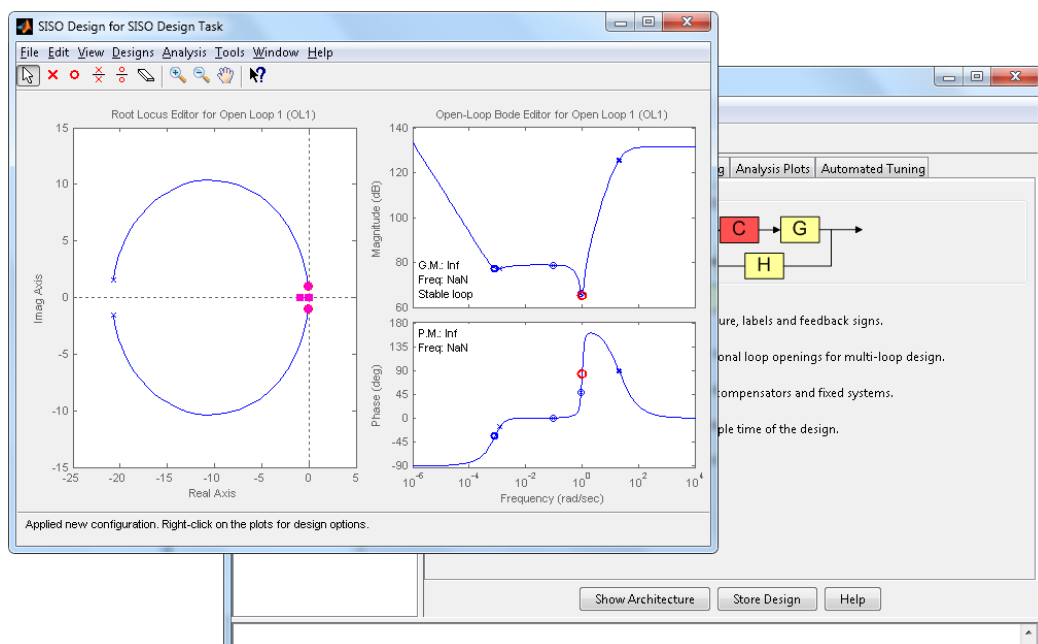 SISO Design for SISO Design Task
File Edit View Designs Analysis Tools Window Help
Root Locus Editor for Open Loop 1 (OL1)
15
10
5
0
-5
-10
-15
-25 -20 -15 -10 -5 0 5
Imag Axis
Real Axis
Open-Loop Bode Editor for Open Loop 1 (OL1)
140
120
100
80
60
Magnitude (dB)
G.M.: Inf
Freq: NaN
Stable loop
180
135
90
45
0
-45
-90
Phase (deg)
P.M.: Inf
Freq: NaN
10^-6 10^-4 10^-2 10^0 10^2 10^4
Frequency (rad/sec)
Applied new configuration. Right-click on the plots for design options.
g Analysis Plots Automated Tuning
C G
H
ure, labels and feedback signs.
onal loop openings for multi-loop design.
compensators and fixed systems.
ple time of the design.
Show Architecture Store Design Help